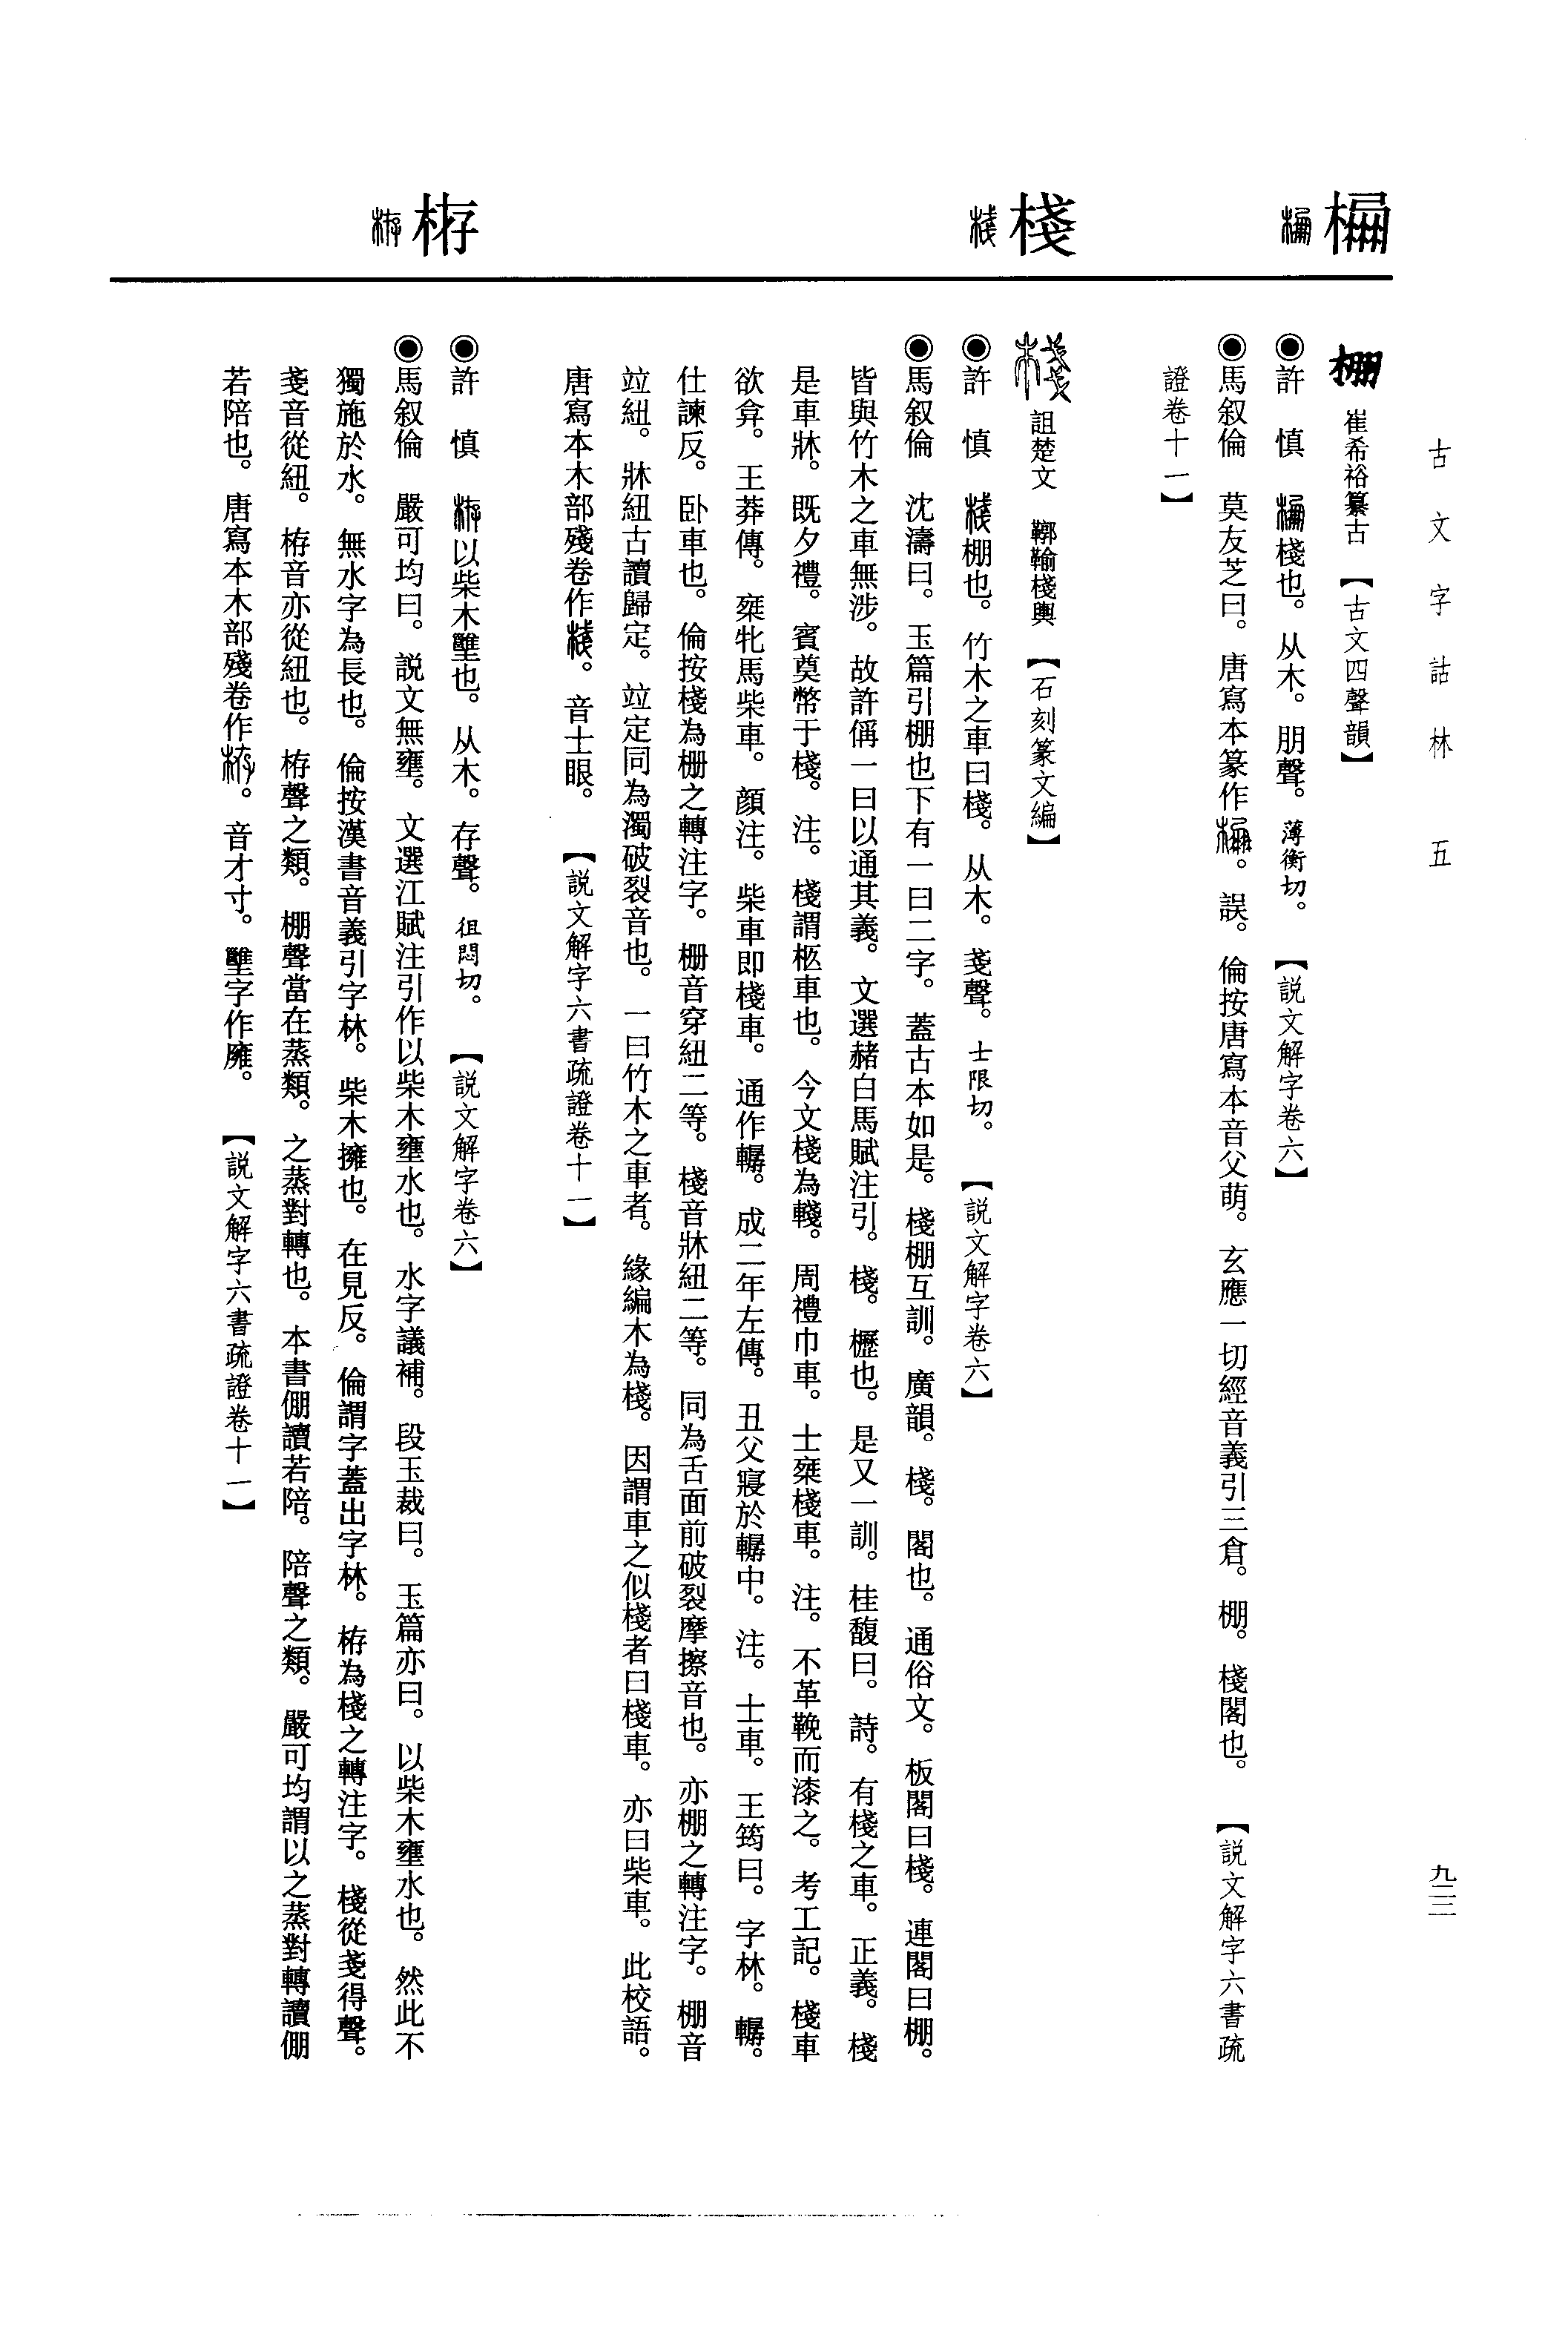 古文字詁林 五
九二二
棚 崔希裕纂古 【古文四聲韻】
◉許 慎 棚棧也。从木。朋聲。薄衡切。 【説文解字卷六】
◉馬叙倫 莫友芝曰。唐寫本篆作。誤。倫按唐寫本音父萌。玄應一切經音義引三倉。棚。棧閣也。 【説文解字六書疏
證卷十一】
棧
棧 詛楚文 鞹輸棧輿 【石刻篆文編】
◉許 慎 棧棚也。竹木之車曰棧。从木。戔聲。士限切。 【説文解字卷六】
◉馬叙倫 沈濤曰。玉篇引棚也下有一曰二字。蓋古本如是。棧棚互訓。廣韻。棧。閣也。通俗文。板閣曰棧。連閣曰棚。
皆與竹木之車無涉。故許偁一曰以通其義。文選赭白馬賦注引。棧。櫪也。是又一訓。桂馥曰。詩。有棧之車。正義。棧
是車牀。既夕禮。賓奠幣于棧。注。棧謂柩車也。今文棧為輚。周禮巾車。士椉棧車。注。不革鞔而漆之。考工記。棧車
欲弇。王莽傳。椉牝馬柴車。顔注。柴車即棧車。通作轏。成二年左傳。丑父寢於轏中。注。士車。王筠曰。字林。轏。
仕諫反。卧車也。倫按棧為柵之轉注字。柵音穿紐二等。棧音牀紐二等。同為舌面前破裂摩擦音也。亦棚之轉注字。棚音
竝紐。牀紐古讀歸定。竝定同為濁破裂音也。一曰竹木之車者。緣編木為棧。因謂車之似棧者曰棧車。亦曰柴車。此校語。
唐寫本木部殘卷作棧。音士眼。 【説文解字六書疏證卷十一】
栫
◉許 慎 栫以柴木壅也。从木。存聲。徂悶切。 【説文解字卷六】
◉馬叙倫 嚴可均曰。説文無壅。文選江賦注引作以柴木壅水也。水字議補。段玉裁曰。玉篇亦曰。以柴木壅水也。然此不
獨施於水。無水字為長也。倫按漢書音義引字林。柴木擁也。在見反。倫謂字蓋出字林。栫為棧之轉注字。棧從戔得聲。
戔音從紐。栫音亦從紐也。栫聲之類。棚聲當在蒸類。之蒸對轉也。本書倗讀若陪。陪聲之類。嚴可均謂以之蒸對轉讀倗
若陪也。唐寫本木部殘卷作栫。音才寸。壅字作廱。 【説文解字六書疏證卷十一】